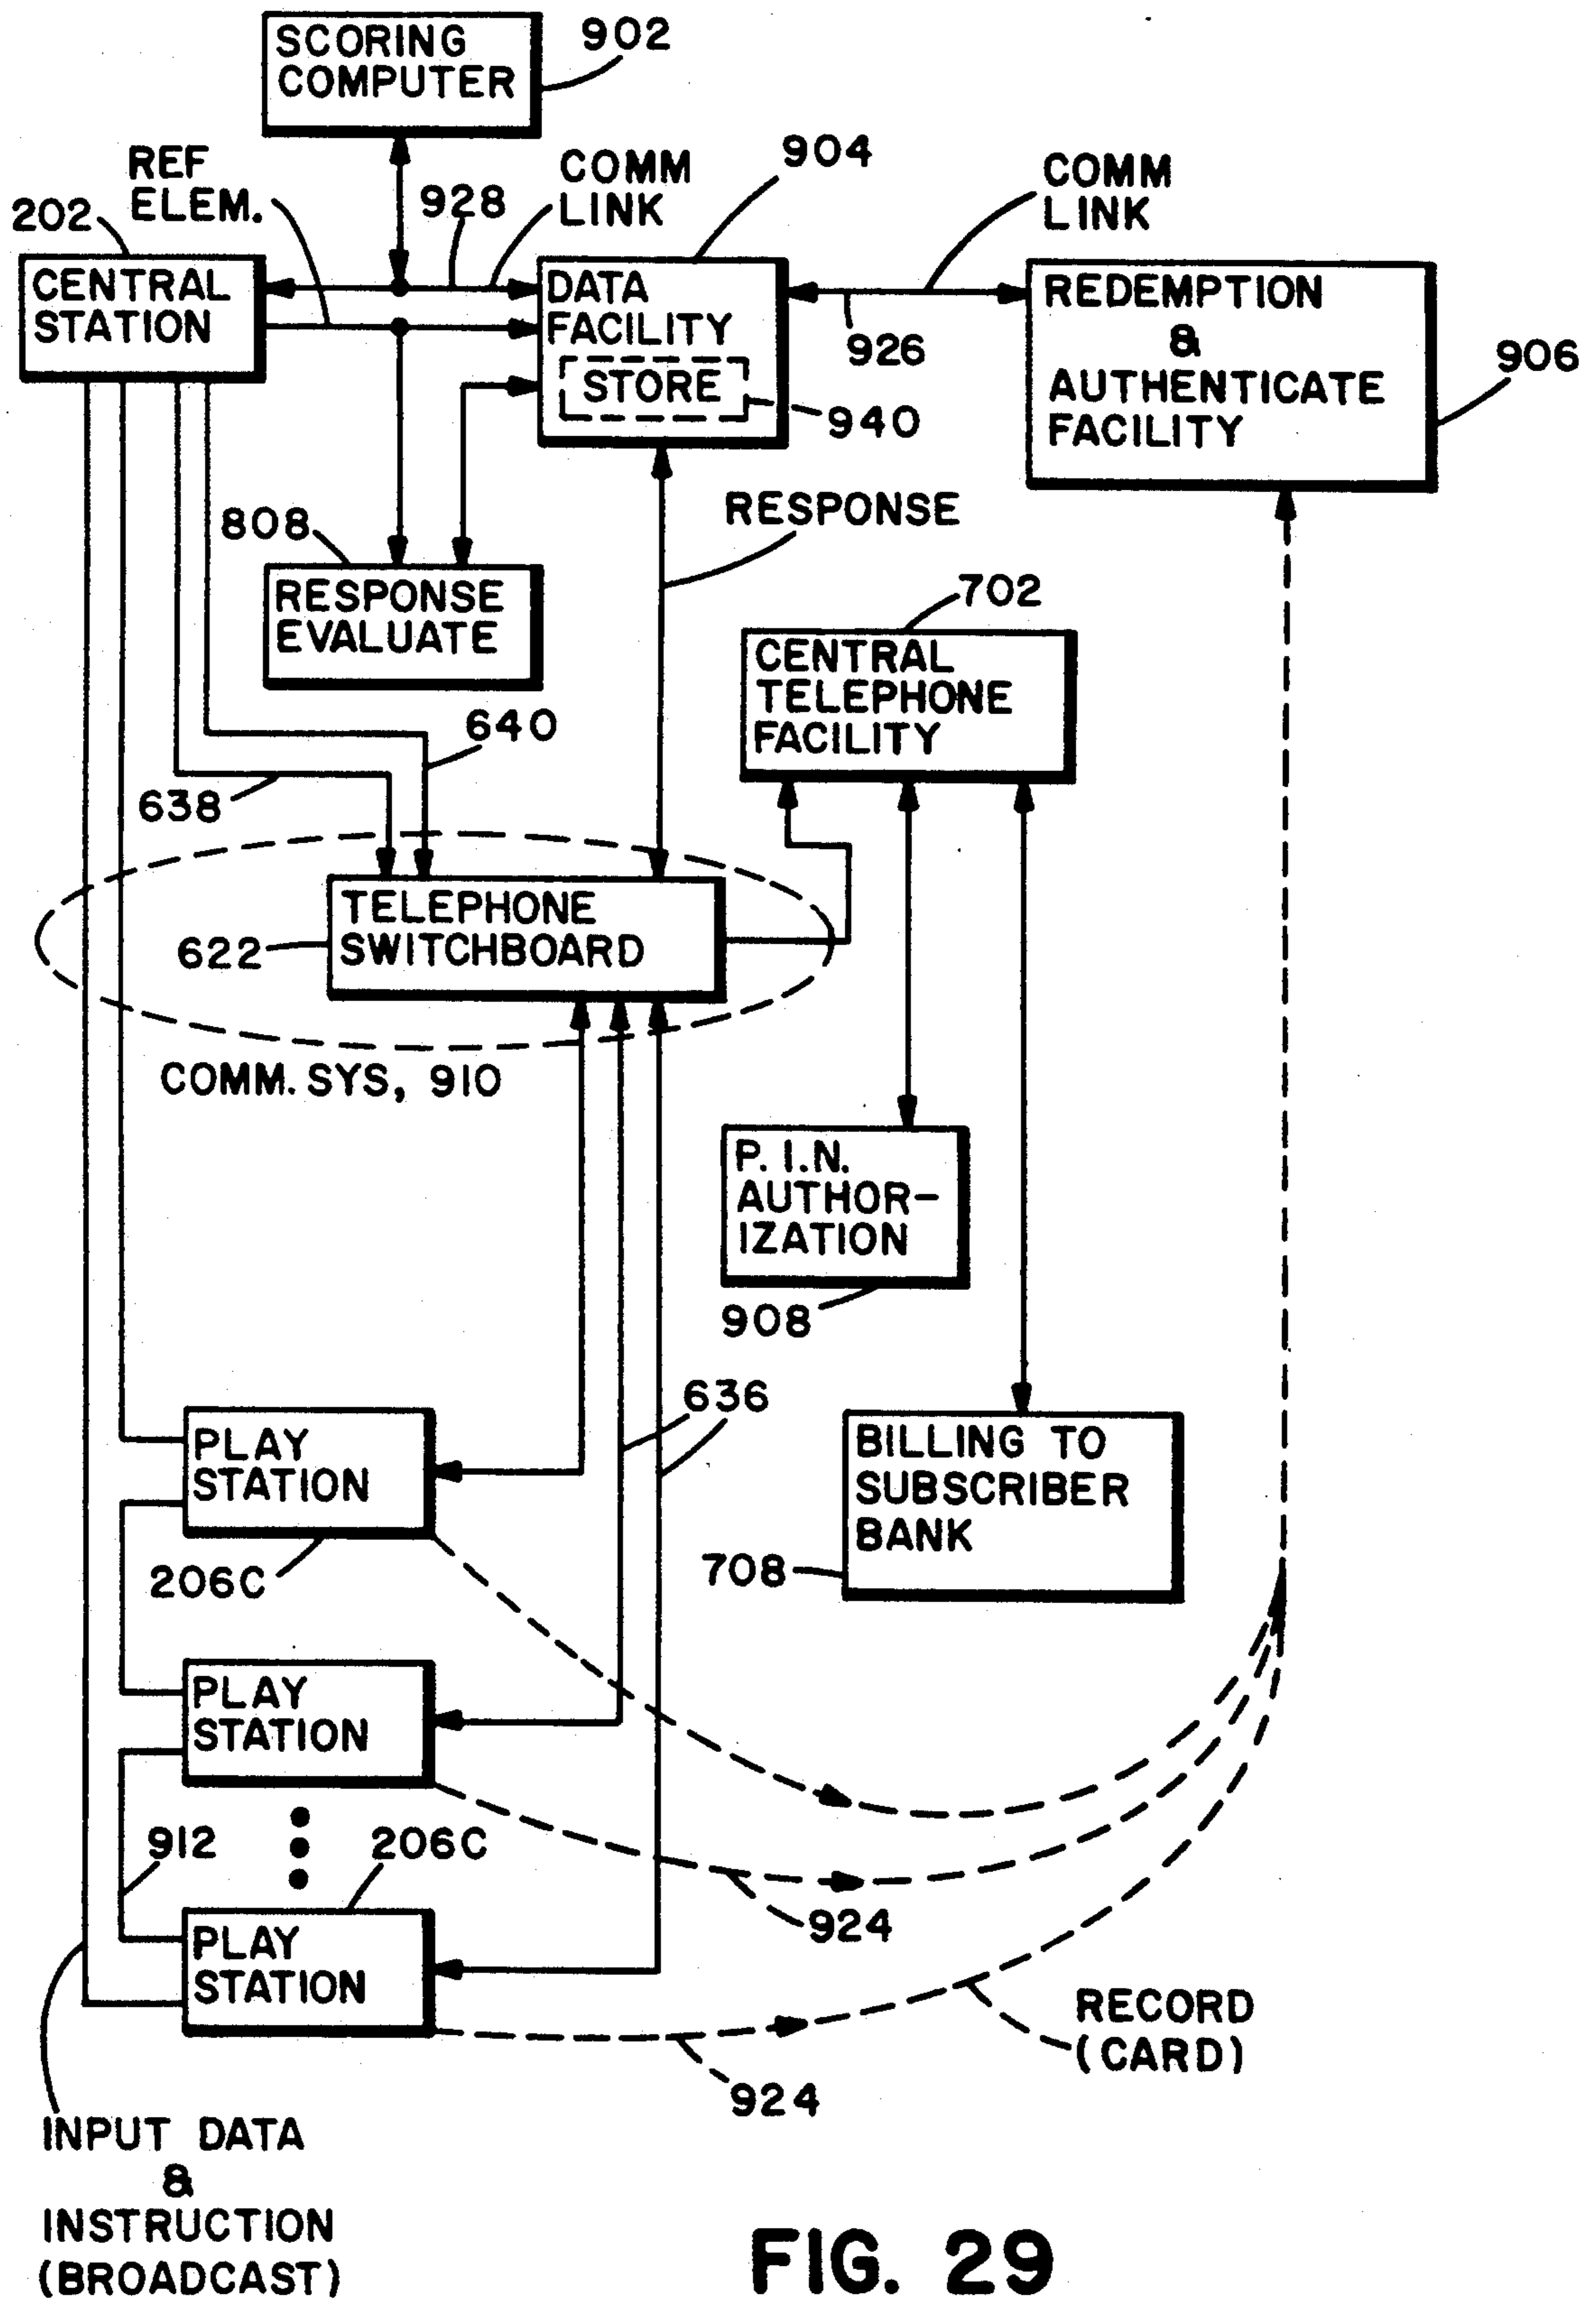 SCORING
COMPUTER
902
REF
ELEM.
928
COMM
LINK
904
COMM
LINK
202
CENTRAL
STATION
DATA
FACILITY
STORE
940
926
REDEMPTION
&
AUTHENTICATE
FACILITY
906
808
RESPONSE
EVALUATE
RESPONSE
702
CENTRAL
TELEPHONE
FACILITY
640
638
TELEPHONE
SWITCHBOARD
622
COMM. SYS, 910
P. I.N.
AUTHOR-
IZATION
908
636
PLAY
STATION
206C
BILLING TO
SUBSCRIBER
BANK
708
PLAY
STATION
912
206C
924
PLAY
STATION
924
RECORD
(CARD)
INPUT DATA
&
INSTRUCTION
(BROADCAST)
FIG. 29